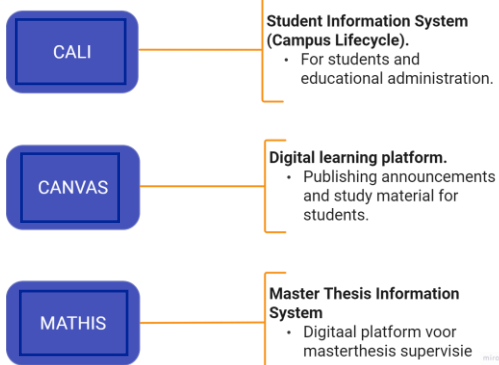 CALI
Student Information System
(Campus Lifecycle).
• For students and
educational administration.
CANVAS
Digital learning platform.
• Publishing announcements
and study material for
students.
MATHIS
Master Thesis Information
System
• Digitaal platform voor
masterthesis supervisie
miro